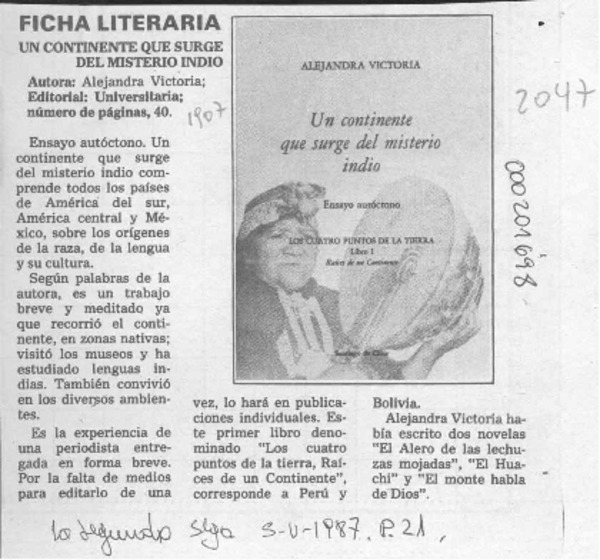 FICHA LITERARIA
UN CONTINENTE QUE SURGE
DEL MISTERIO INDIO
Autora: Alejandra Victoria;
Editorial: Universitaria;
número de páginas, 40.
1907
Ensayo autóctono. Un
continente que surge
del misterio indio com-
prende todos los países
de América del sur,
América central y Mé-
xico, sobre los orígenes
de la raza, de la lengua
y su cultura.
Según palabras de la
autora, es un trabajo
breve y meditado ya
que recorrió el conti-
nente, en zonas nativas;
visitó los museos y ha
estudiado lenguas in-
dias. También convivió
en los diversos ambien-
tes.
Es la experiencia de
una periodista entre-
gada en forma breve.
Por la falta de medios
para editarlo de una
ALEJANDRA VICTORIA
Un continente
que surge del misterio
indio
Ensayo autóctono
LOS CUATRO PUNTOS DE LA TIERRA
Libro I
Raíces de un Continente
Santiago de Chile
vez, lo hará en publica-
ciones individuales. Es-
te primer libro deno-
minado "Los cuatro
puntos de la tierra, Raí-
ces de un Continente",
corresponde a Perú y
Bolivia.
Alejandra Victoria ha-
bía escrito dos novelas
"El Alero de las lechu-
zas mojadas", "El Hua-
chi" y "El monte habla
de Dios".
2047
000201698
La Segunda Stgo 3-V-1987. P. 21.